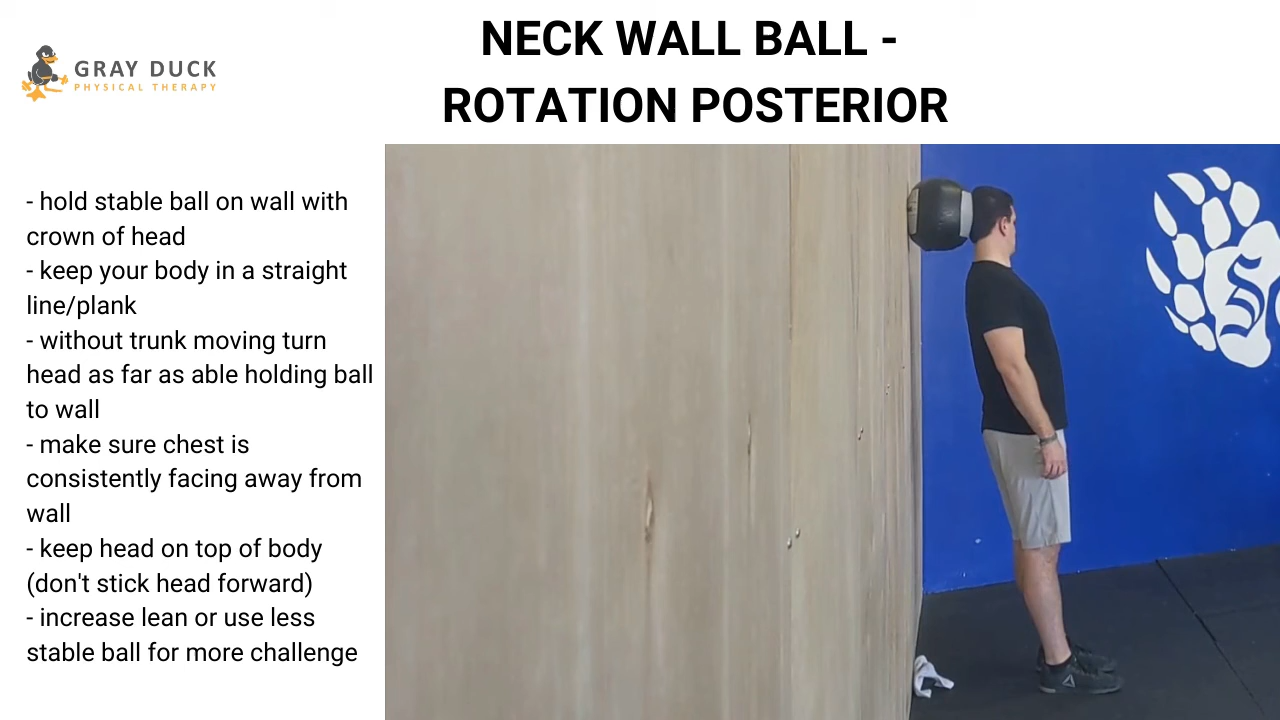 GRAY DUCK
PHYSICAL THERAPY
NECK WALL BALL -
ROTATION POSTERIOR
- hold stable ball on wall with
crown of head
- keep your body in a straight
line/plank
- without trunk moving turn
head as far as able holding ball
to wall
- make sure chest is
consistently facing away from
wall
- keep head on top of body
(don't stick head forward)
- increase lean or use less
stable ball for more challenge
S